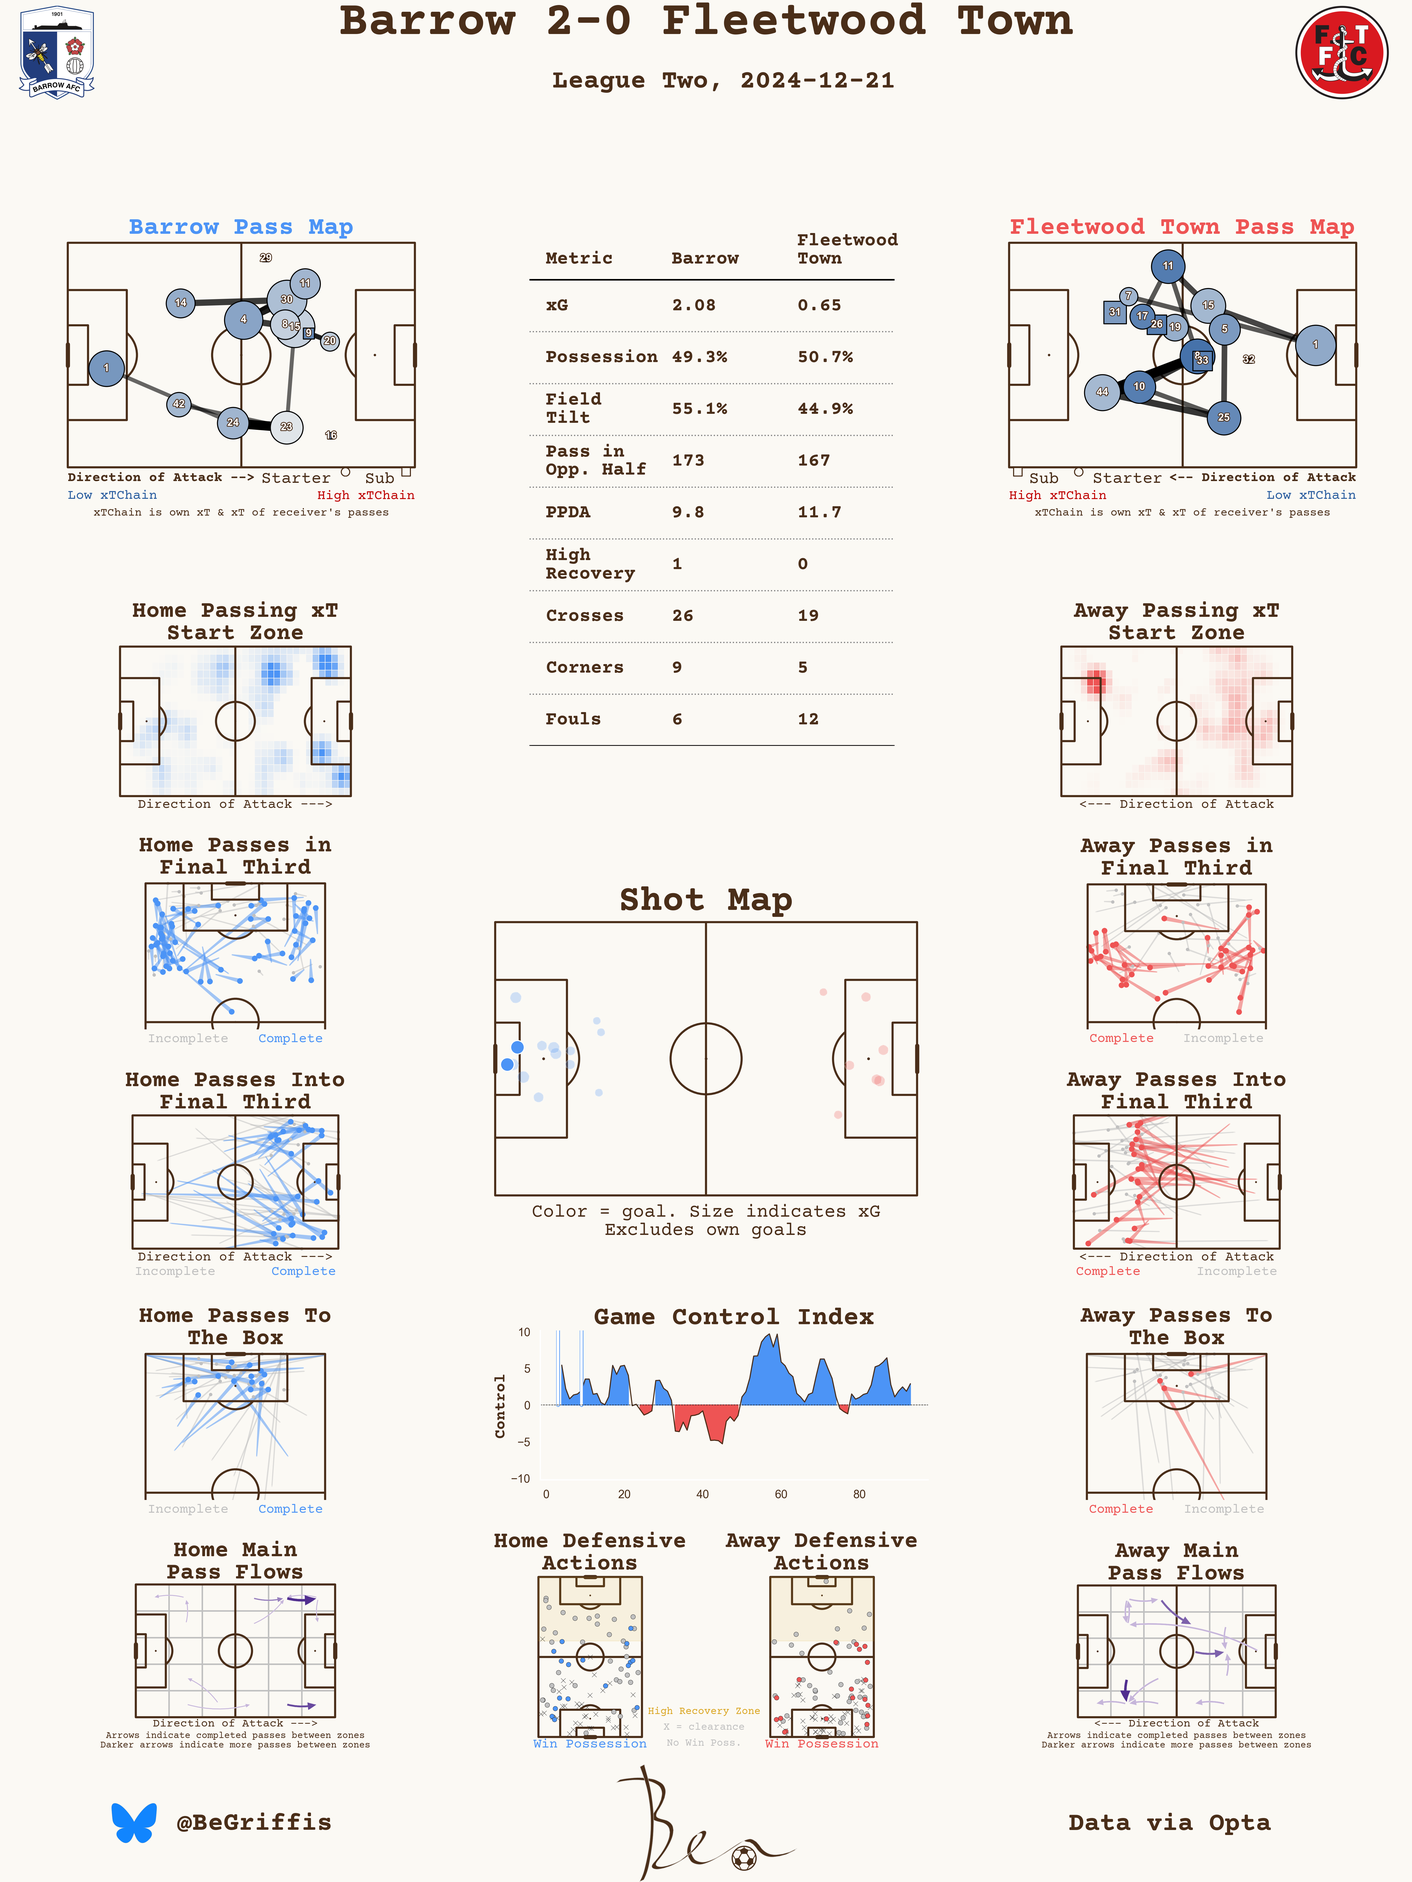 Barrow 2-0 Fleetwood Town
League Two, 2024-12-21
1901
BARROW AFC
F T
F C
Barrow Pass Map
29
11
30
14
4
8
15
9
20
1
42
24
23
16
Direction of Attack --> Starter Sub
Low xTChain High xTChain
xTChain is own xT & xT of receiver's passes
Metric Barrow Fleetwood Town
xG 2.08 0.65
Possession 49.3% 50.7%
Field Tilt 55.1% 44.9%
Pass in Opp. Half 173 167
PPDA 9.8 11.7
High Recovery 1 0
Crosses 26 19
Corners 9 5
Fouls 6 12
Fleetwood Town Pass Map
11
7
15
31
17
26
19
5
1
8
33
32
10
44
25
Sub Starter <-- Direction of Attack
High xTChain Low xTChain
xTChain is own xT & xT of receiver's passes
Home Passing xT
Start Zone
Direction of Attack --->
Away Passing xT
Start Zone
<--- Direction of Attack
Home Passes in
Final Third
Incomplete Complete
Away Passes in
Final Third
Complete Incomplete
Shot Map
Color = goal. Size indicates xG
Excludes own goals
Home Passes Into
Final Third
Direction of Attack --->
Incomplete Complete
Away Passes Into
Final Third
<--- Direction of Attack
Complete Incomplete
Home Passes To
The Box
Incomplete Complete
Game Control Index
Control
10
5
0
−5
−10
0 20 40 60 80
Away Passes To
The Box
Complete Incomplete
Home Main
Pass Flows
Direction of Attack --->
Arrows indicate completed passes between zones
Darker arrows indicate more passes between zones
Home Defensive
Actions
Win Possession
High Recovery Zone
X = clearance
No Win Poss.
Away Defensive
Actions
Win Possession
Away Main
Pass Flows
<--- Direction of Attack
Arrows indicate completed passes between zones
Darker arrows indicate more passes between zones
@BeGriffis
Ben
Data via Opta